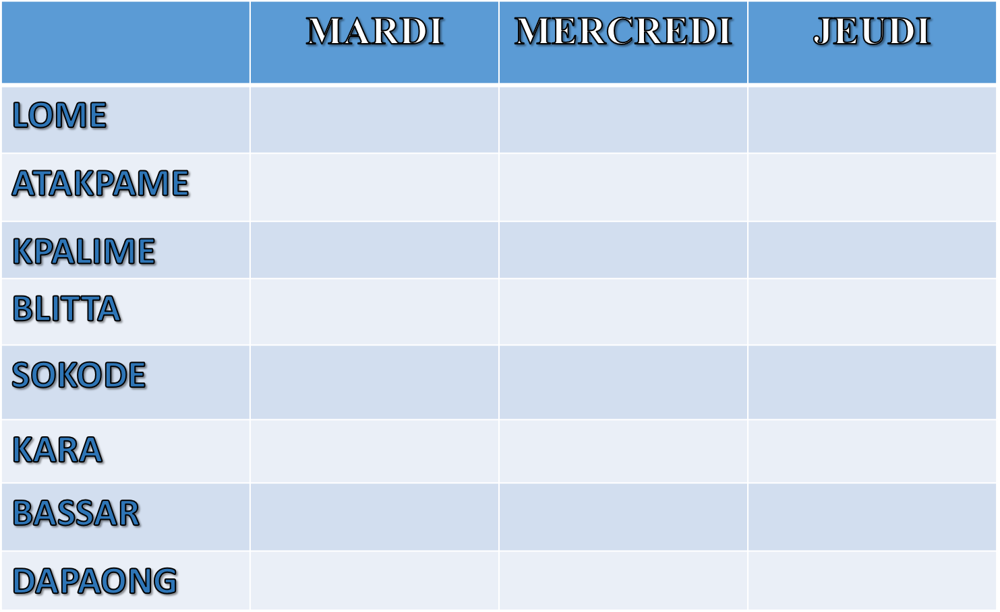 MARDI MERCREDI JEUDI
LOME
ATAKPAME
KPALIME
BLITTA
SOKODE
KARA
BASSAR
DAPAONG